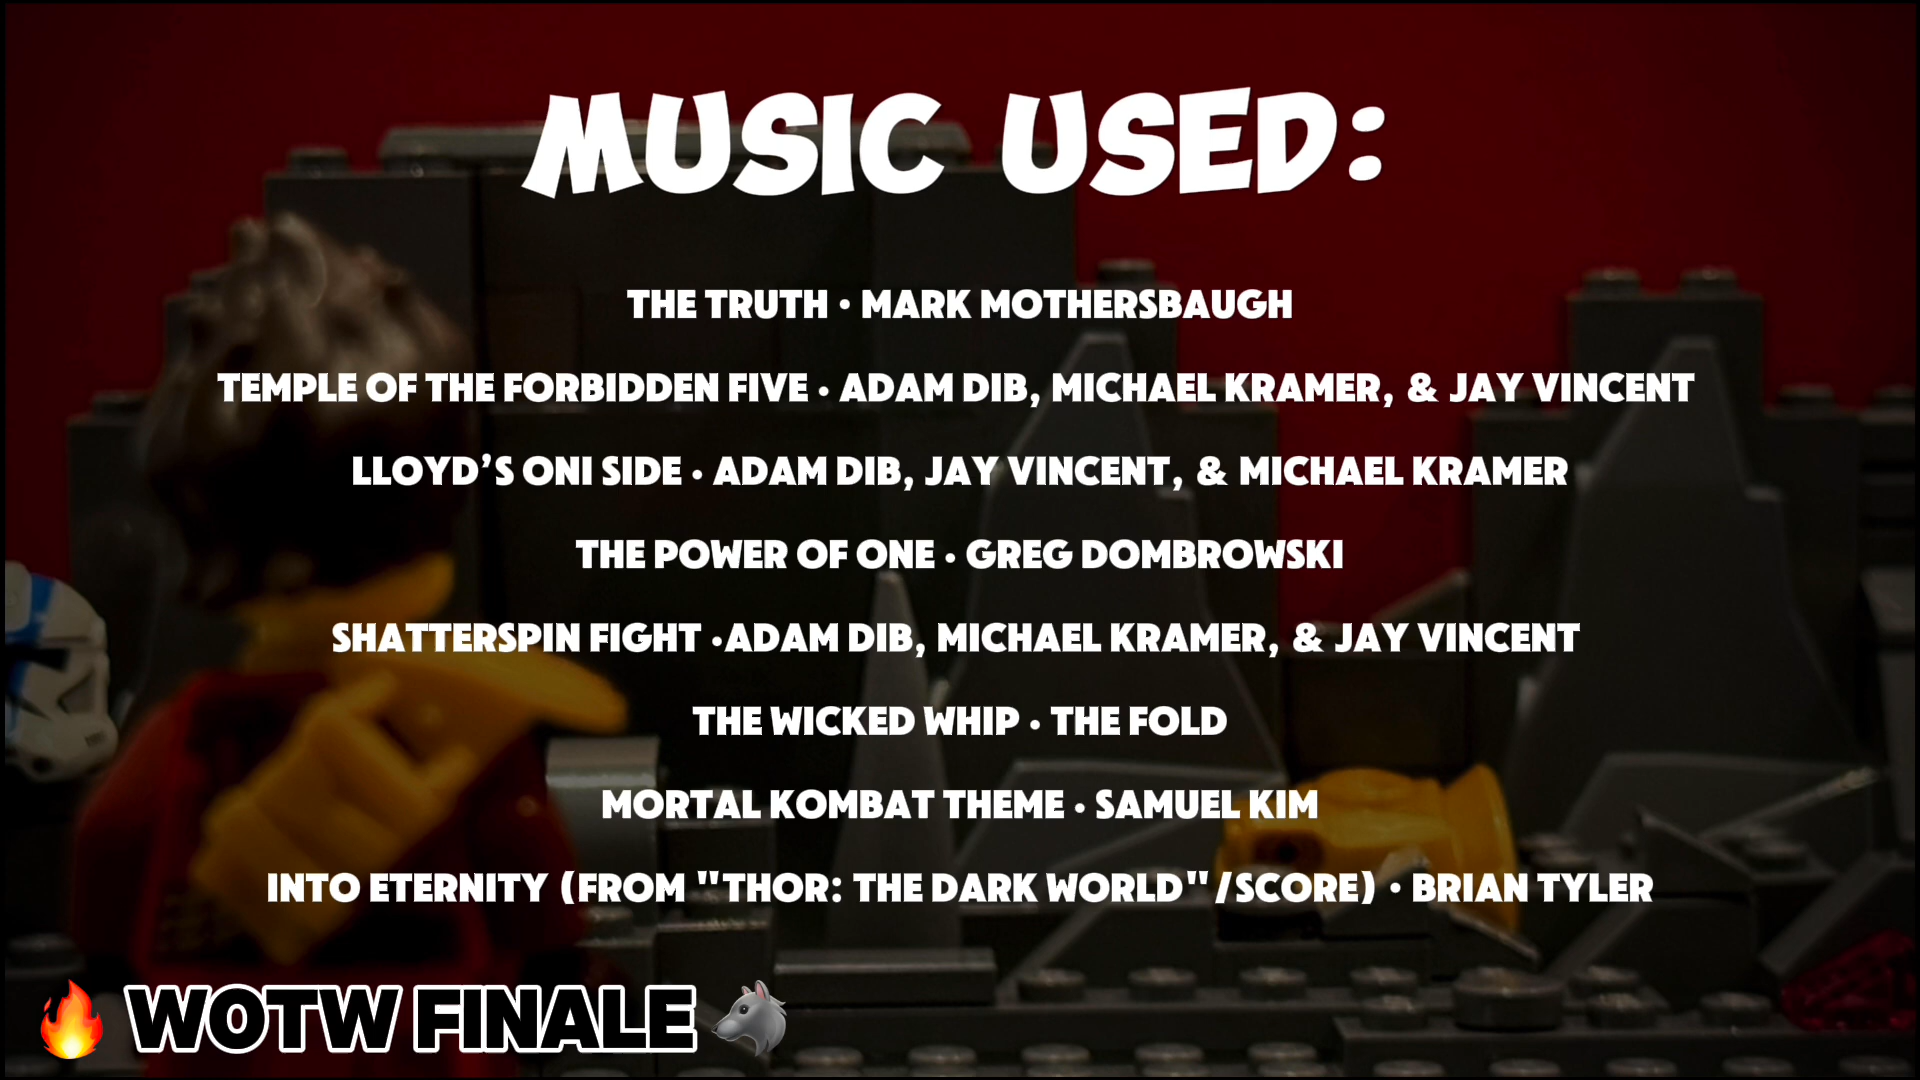 MUSIC USED:
THE TRUTH • MARK MOTHERSBAUGH
TEMPLE OF THE FORBIDDEN FIVE • ADAM DIB, MICHAEL KRAMER, & JAY VINCENT
LLOYD'S ONI SIDE • ADAM DIB, JAY VINCENT, & MICHAEL KRAMER
THE POWER OF ONE • GREG DOMBROWSKI
SHATTERSPIN FIGHT •ADAM DIB, MICHAEL KRAMER, & JAY VINCENT
THE WICKED WHIP • THE FOLD
MORTAL KOMBAT THEME • SAMUEL KIM
INTO ETERNITY (FROM "THOR: THE DARK WORLD"/SCORE) • BRIAN TYLER
🔥 WOTW FINALE 🐺